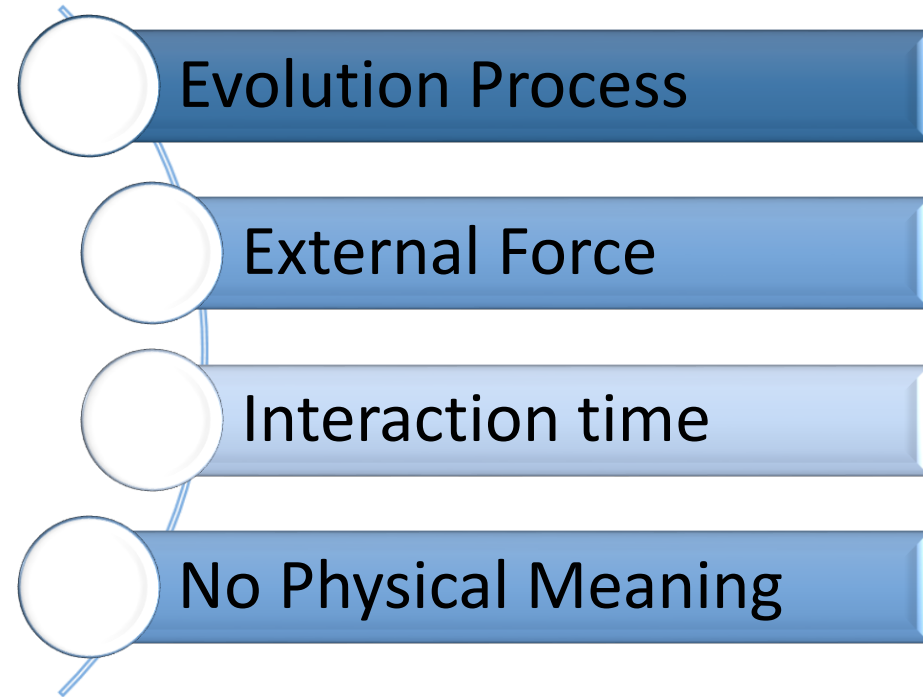 Evolution Process
External Force
Interaction time
No Physical Meaning